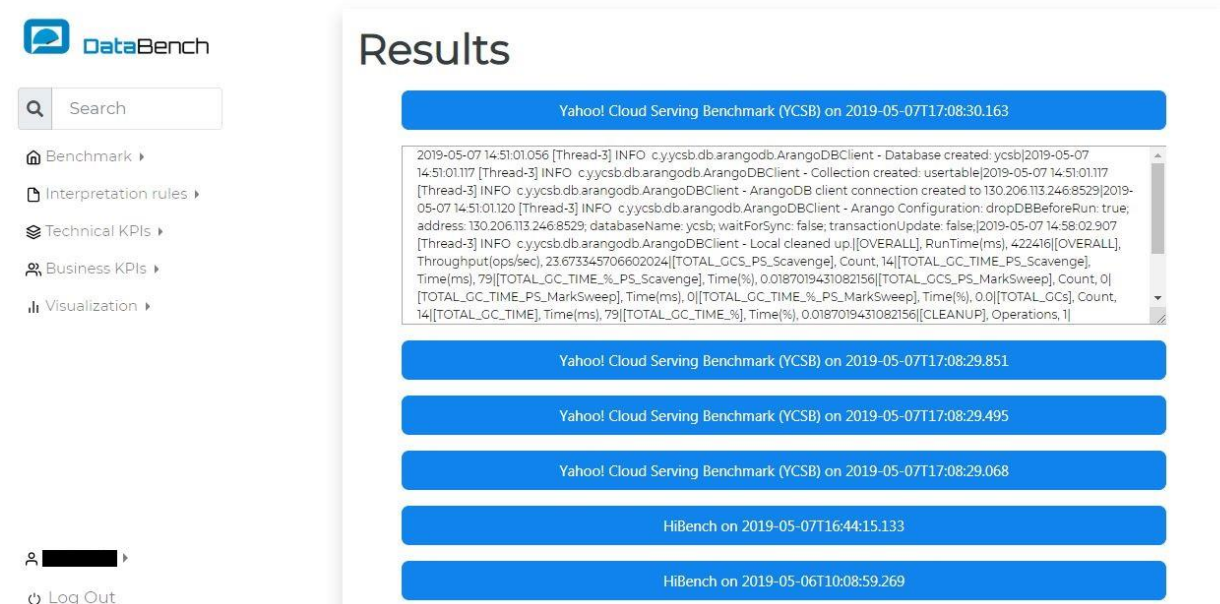 DataBench
Search
Benchmark
Interpretation rules
Technical KPIs
Business KPIs
Visualization
Log Out
Results
Yahoo! Cloud Serving Benchmark (YCSB) on 2019-05-07T17:08:30.163
2019-05-07 14:51:01.056 [Thread-3] INFO c.y.ycsb.db.arangodb.ArangoDBClient - Database created: ycsb|2019-05-07
14:51:01.117 [Thread-3] INFO c.y.ycsb.db.arangodb.ArangoDBClient - Collection created: usertable|2019-05-07 14:51:01.117
[Thread-3] INFO c.y.ycsb.db.arangodb.ArangoDBClient - ArangoDB client connection created to 130.206.113.246:8529|2019-
05-07 14:51:01.120 [Thread-3] INFO c.y.ycsb.db.arangodb.ArangoDBClient - Arango Configuration: dropDBBeforeRun: true;
address: 130.206.113.246:8529; databaseName: ycsb; waitForSync: false; transactionUpdate: false;|2019-05-07 14:58:02.907
[Thread-3] INFO c.y.ycsb.db.arangodb.ArangoDBClient - Local cleaned up.|[OVERALL], RunTime(ms), 422416|[OVERALL],
Throughput(ops/sec), 23.673345706602024|[TOTAL_GCS_PS_Scavenge], Count, 14|[TOTAL_GC_TIME_PS_Scavenge],
Time(ms), 79|[TOTAL_GC_TIME_%_PS_Scavenge], Time(%), 0.0187019431082156|[TOTAL_GCS_PS_MarkSweep], Count, 0|
[TOTAL_GC_TIME_PS_MarkSweep], Time(ms), 0|[TOTAL_GC_TIME_%_PS_MarkSweep], Time(%), 0.0|[TOTAL_GCs], Count,
14|[TOTAL_GC_TIME], Time(ms), 79|[TOTAL_GC_TIME_%], Time(%), 0.0187019431082156|[CLEANUP], Operations, 1|
Yahoo! Cloud Serving Benchmark (YCSB) on 2019-05-07T17:08:29.851
Yahoo! Cloud Serving Benchmark (YCSB) on 2019-05-07T17:08:29.495
Yahoo! Cloud Serving Benchmark (YCSB) on 2019-05-07T17:08:29.068
HiBench on 2019-05-07T16:44:15.133
HiBench on 2019-05-06T10:08:59.269